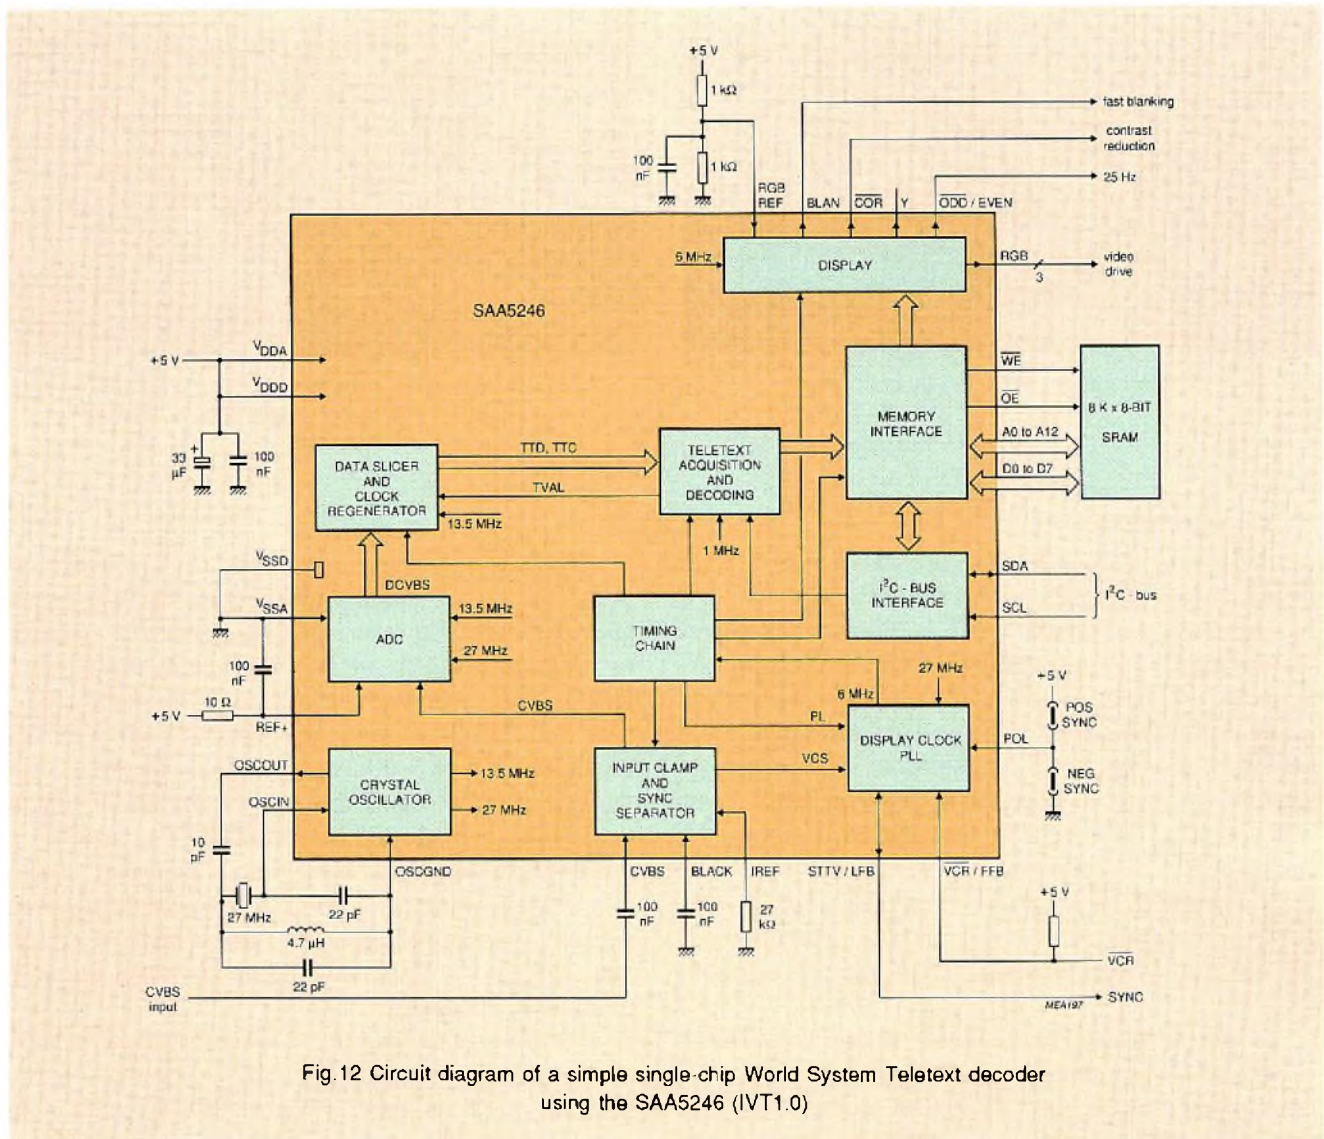 +5 V
1 kΩ
100
nF
1 kΩ
fast blanking
contrast
reduction
25 Hz
RGB
REF
BLAN
COR
Y
ODD / EVEN
6 MHz
DISPLAY
RGB
3
video
drive
SAA5246
+5 V
VDDA
VDDD
33
µF
+
100
nF
WE
OE
A0 to A12
D0 to D7
8 K x 8-BIT
SRAM
MEMORY
INTERFACE
DATA SLICER
AND
CLOCK
REGENERATOR
TTD, TTC
TVAL
13.5 MHz
TELETEXT
ACQUISITION
AND
DECODING
1 MHz
VSSD
VSSA
DCVBS
ADC
13.5 MHz
27 MHz
TIMING
CHAIN
I²C - BUS
INTERFACE
SDA
SCL
I²C - bus
100
nF
10 Ω
+5 V
REF+
CVBS
PL
6 MHz
27 MHz
DISPLAY CLOCK
PLL
POL
+5 V
POS
SYNC
NEG
SYNC
OSCOUT
OSCIN
CRYSTAL
OSCILLATOR
13.5 MHz
27 MHz
INPUT CLAMP
AND
SYNC
SEPARATOR
VCS
10
pF
OSCGND
CVBS
BLACK
IREF
STTV / LFB
VCR / FFB
27 MHz
22 pF
4.7 µH
22 pF
100
nF
100
nF
27
kΩ
+5 V
VCR
CVBS
input
SYNC
MEA197
Fig.12 Circuit diagram of a simple single-chip World System Teletext decoder
using the SAA5246 (IVT1.0)